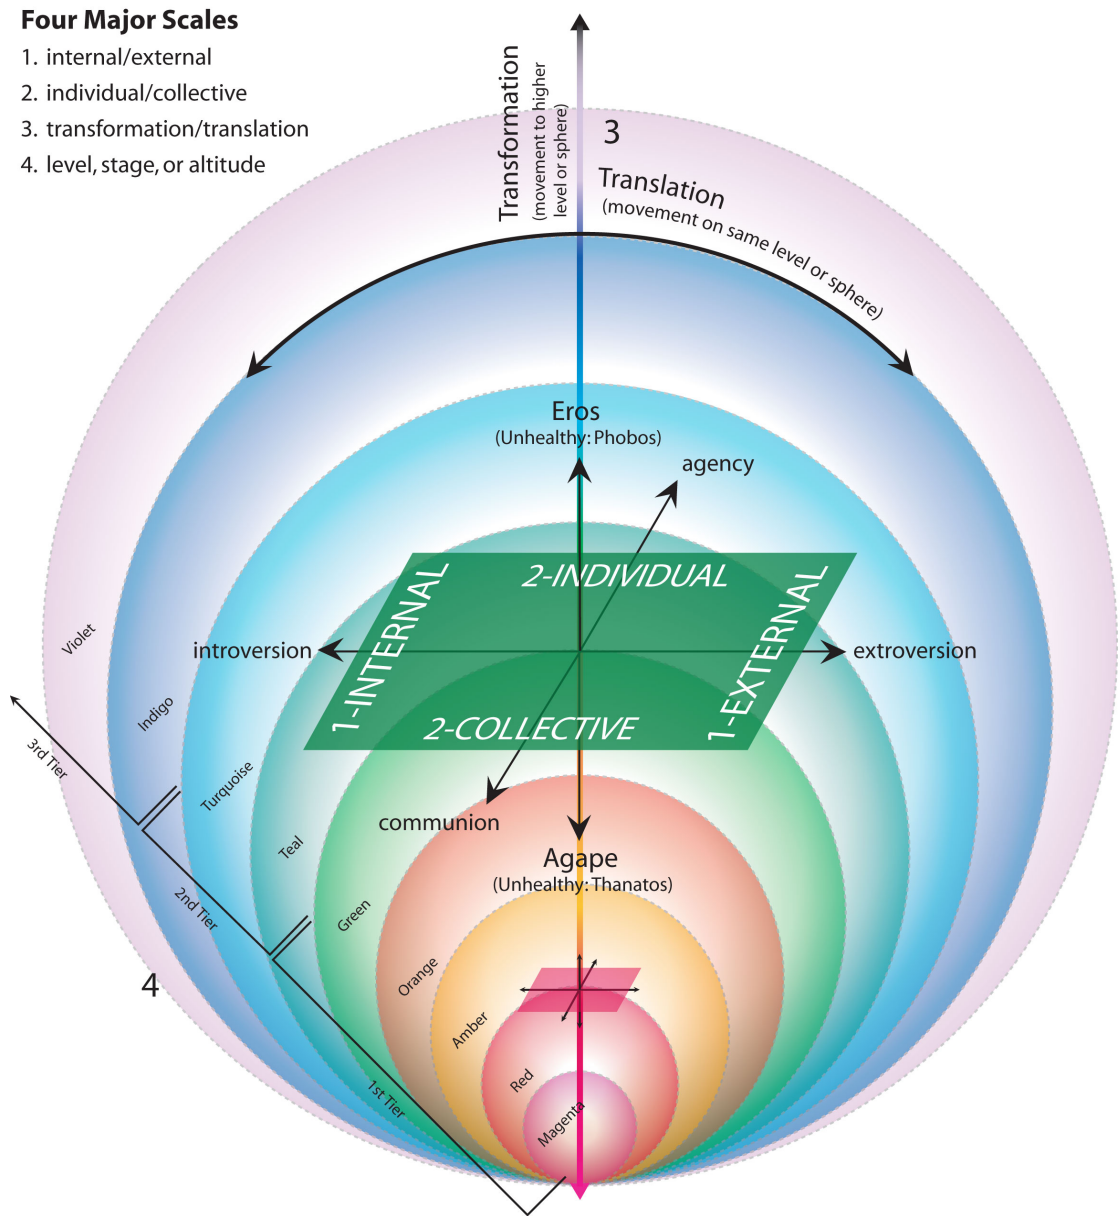 Four Major Scales
1. internal/external
2. individual/collective
3. transformation/translation
4. level, stage, or altitude
Transformation
(movement to higher
level or sphere)
3
Translation
(movement on same level or sphere)
Eros
(Unhealthy: Phobos)
agency
2-INDIVIDUAL
1-INTERNAL
1-EXTERNAL
introversion
extroversion
2-COLLECTIVE
communion
Agape
(Unhealthy: Thanatos)
Violet
Indigo
Turquoise
Teal
Green
Orange
Amber
Red
Magenta
3rd Tier
2nd Tier
1st Tier
4